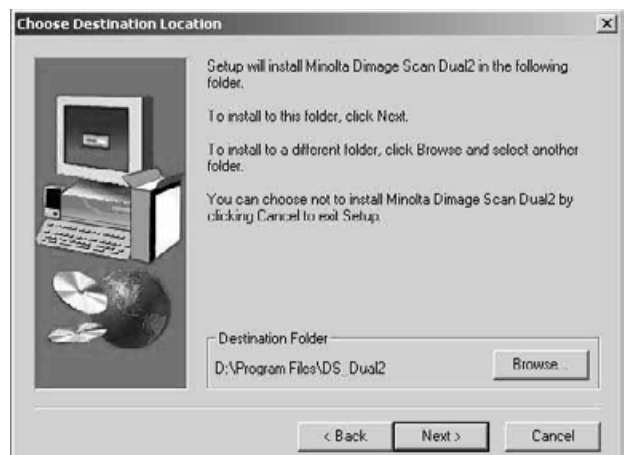 Choose Destination Location
Setup will install Minolta Dimage Scan Dual2 in the following
folder.
To install to this folder, click Next.
To install to a different folder, click Browse and select another
folder.
You can choose not to install Minolta Dimage Scan Dual2 by
clicking Cancel to exit Setup.
Destination Folder
D:\Program Files\DS_Dual2
Browse...
< Back
Next >
Cancel